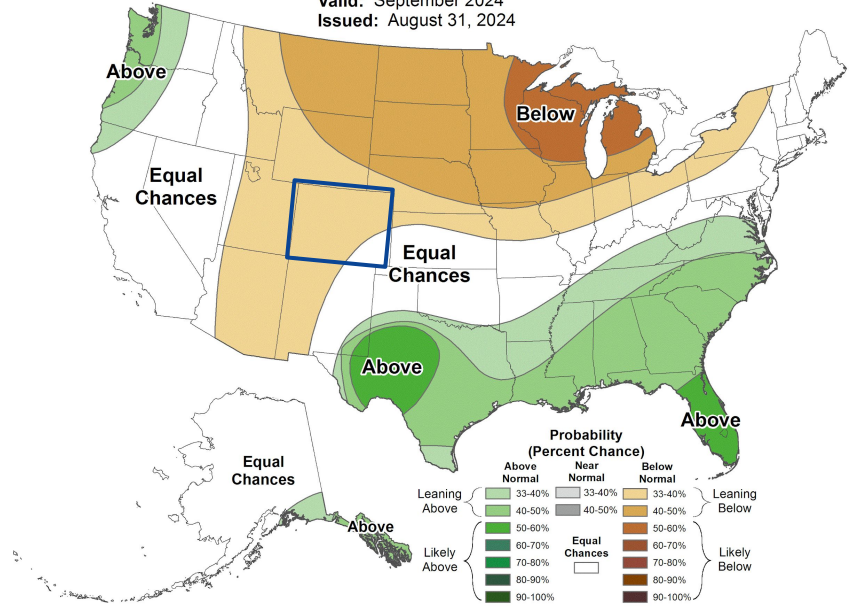 Valid: September 2024
Issued: August 31, 2024
Above
Below
Equal
Chances
Equal
Chances
Above
Above
Equal
Chances
Above
Probability
(Percent Chance)
Above
Normal
Near
Normal
Below
Normal
Leaning
Above
33-40%
33-40%
33-40%
Leaning
Below
40-50%
40-50%
40-50%
Likely
Above
50-60%
60-70%
70-80%
80-90%
90-100%
Equal
Chances
50-60%
60-70%
70-80%
80-90%
90-100%
Likely
Below